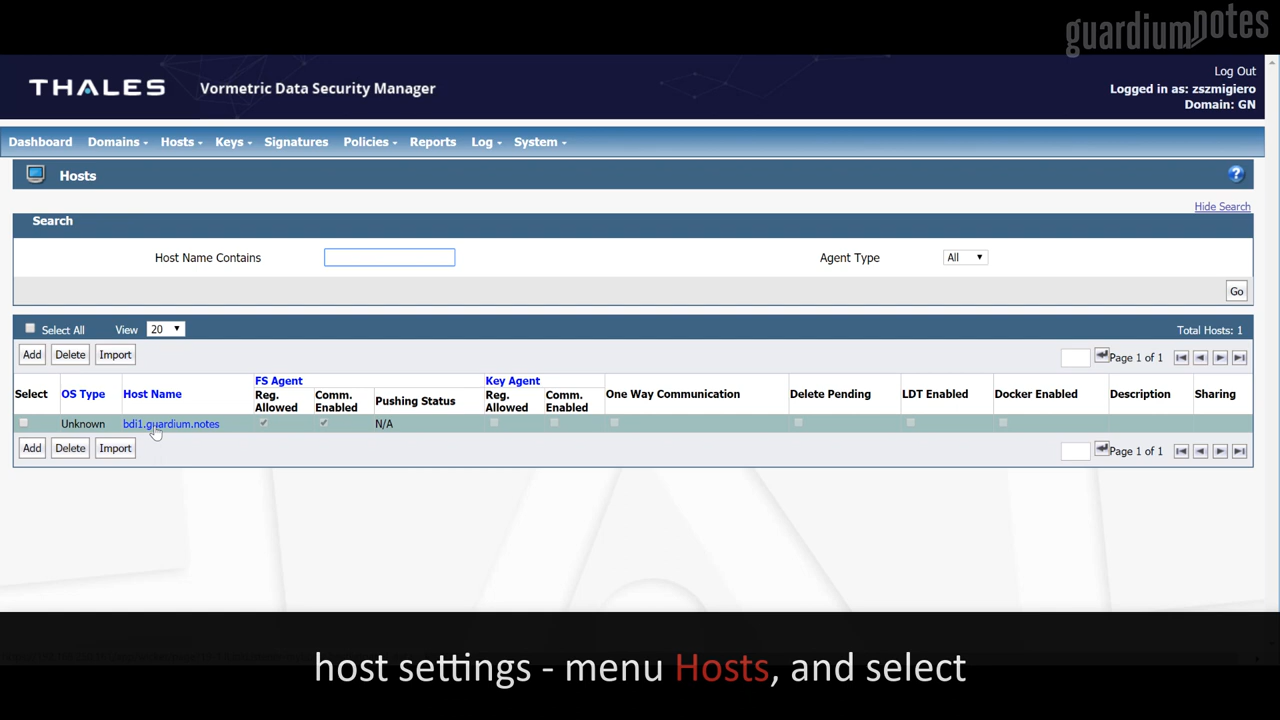 guardiumnotes
THALES
Vormetric Data Security Manager
Log Out
Logged in as: zszmigiero
Domain: GN
Dashboard Domains Hosts Keys Signatures Policies Reports Log System
Hosts
?
Hide Search
Search
Host Name Contains
Agent Type All
Go
Select All View 20 Total Hosts: 1
Add Delete Import Page 1 of 1
Select OS Type Host Name FS Agent Reg. Allowed Comm. Enabled Pushing Status Key Agent Reg. Allowed Comm. Enabled One Way Communication Delete Pending LDT Enabled Docker Enabled Description Sharing
Unknown bdi1.guardium.notes N/A
Add Delete Import Page 1 of 1
host settings - menu Hosts, and select